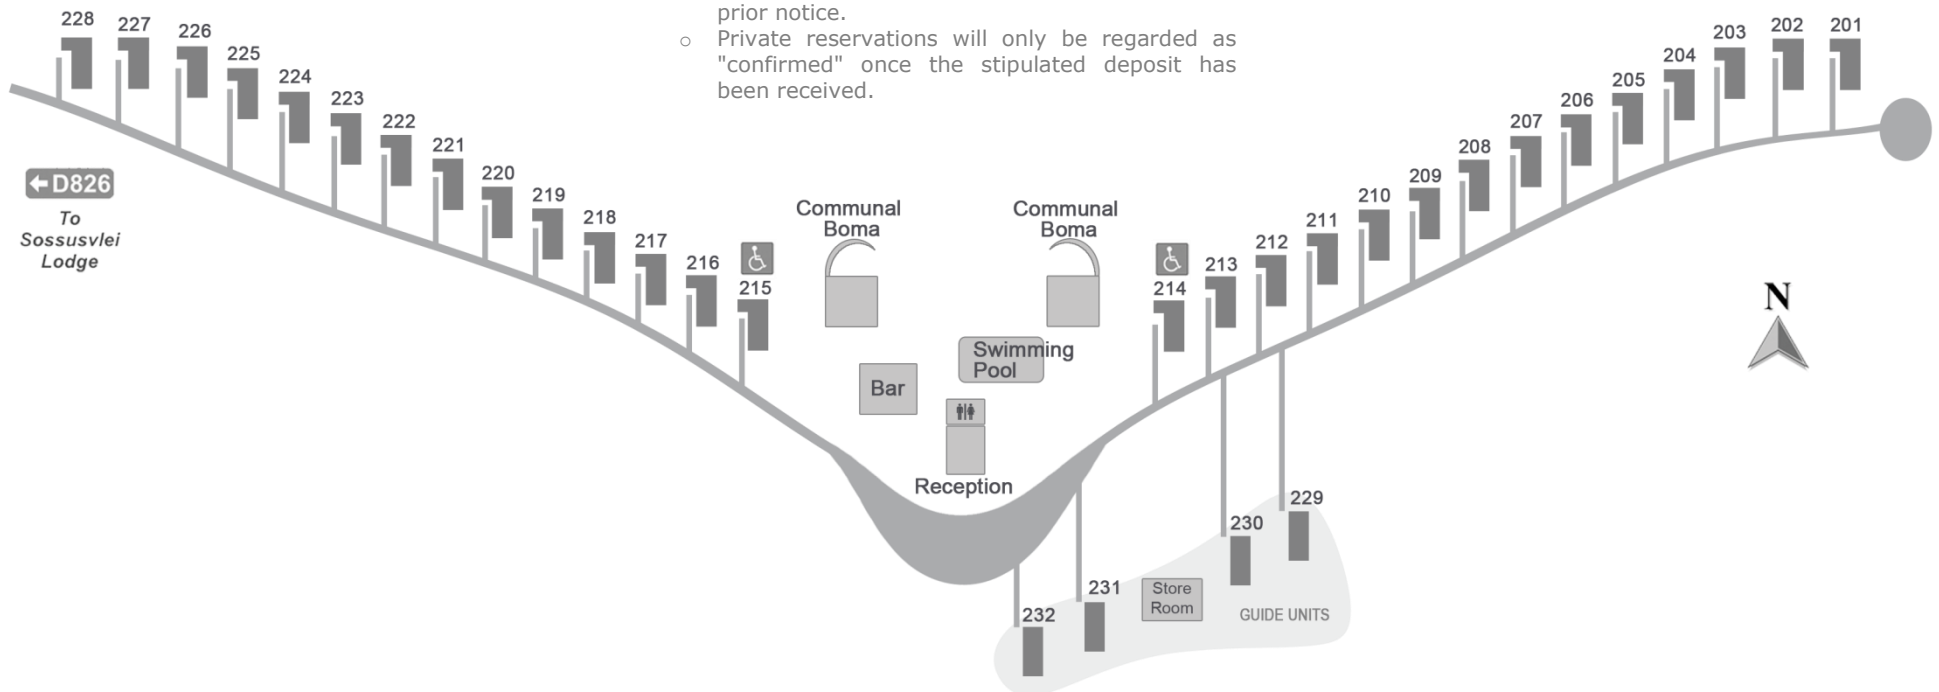 prior notice.
o Private reservations will only be regarded as
"confirmed" once the stipulated deposit has
been received.
228
227
226
225
224
223
222
221
220
219
218
217
216
215
D826
To
Sossusvlei
Lodge
Communal
Boma
Communal
Boma
Swimming
Pool
Bar
Reception
201
202
203
204
205
206
207
208
209
210
211
212
213
214
N
229
230
231
232
Store
Room
GUIDE UNITS